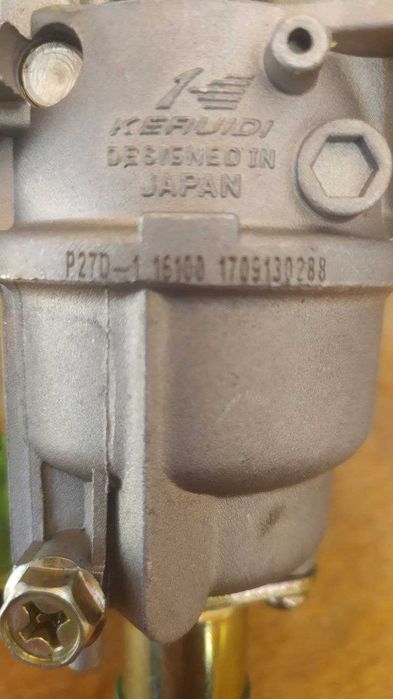 KERUIDI
DESIGNED IN
JAPAN
P27D-1 16100 1709130288